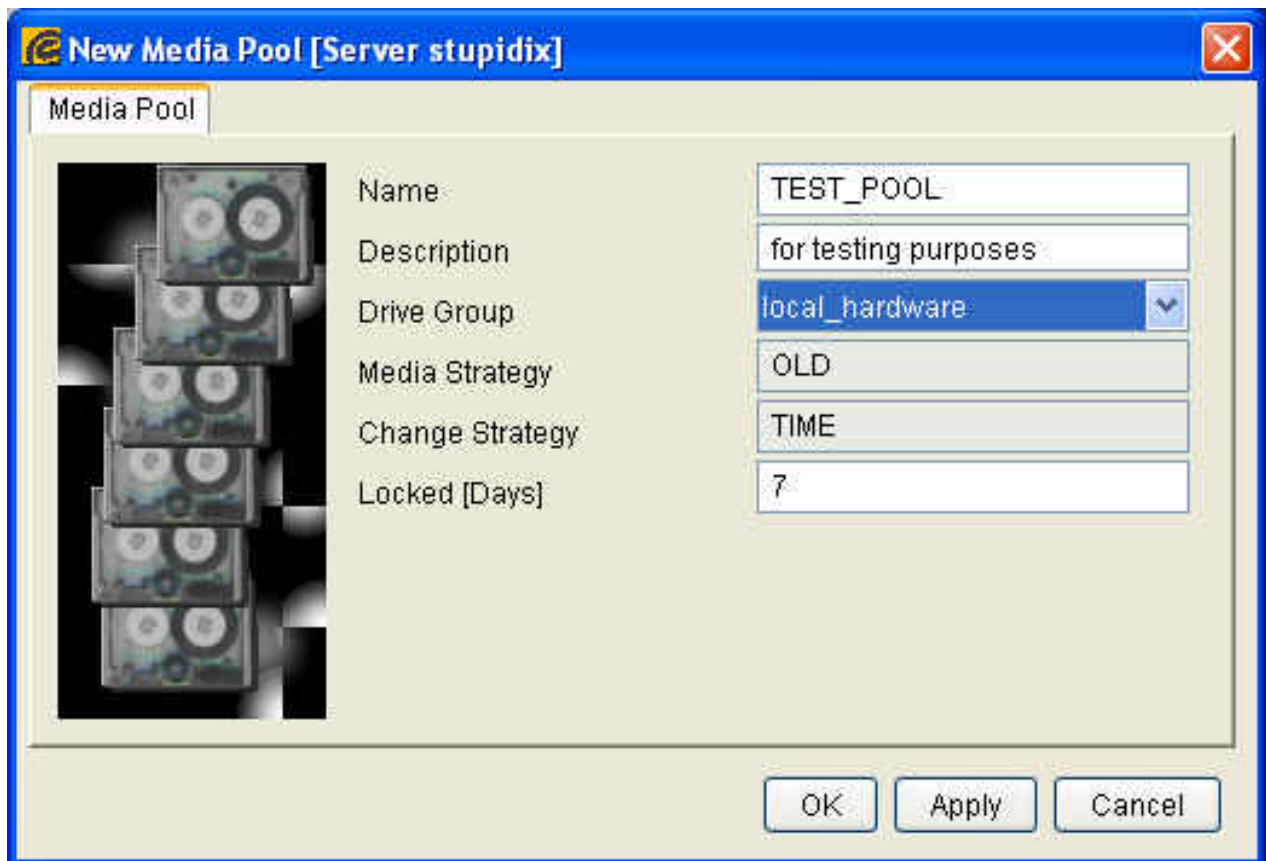 New Media Pool [Server stupidix]
Media Pool
Name TEST_POOL
Description for testing purposes
Drive Group local_hardware
Media Strategy OLD
Change Strategy TIME
Locked [Days] 7
OK Apply Cancel